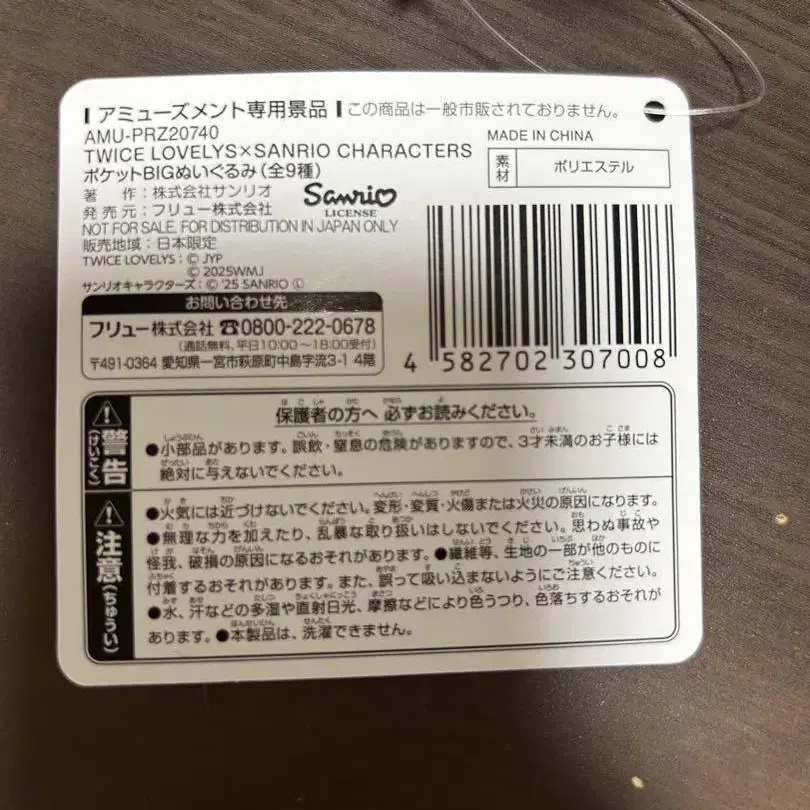 アミューズメント専用景品 この商品は一般市販されておりません。
AMU-PRZ20740
MADE IN CHINA
TWICE LOVELYS×SANRIO CHARACTERS
ポケットBIGぬいぐるみ(全9種)
素材 ポリエステル
著 作:株式会社サンリオ
発 売 元:フリュー株式会社
Sanrio
LICENSE
NOT FOR SALE. FOR DISTRIBUTION IN JAPAN ONLY
販売地域:日本限定
TWICE LOVELYS:© JYP
© 2025WMJ
サンリオキャラクターズ:© '25 SANRIO Ⓛ
お問い合わせ先
フリュー株式会社 ☎0800-222-0678
(通話無料、平日10:00~18:00受付)
〒491-0364 愛知県一宮市萩原町中島字流3-1 4階
4 582702 307008
警告(けいこく)
保護者の方へ 必ずお読みください。
●小部品があります。誤飲・窒息の危険がありますので、3才未満のお子様には
絶対に与えないでください。
注意(ちゅうい)
●火気には近づけないでください。変形・変質・火傷または火災の原因になります。
●無理な力を加えたり、乱暴な取り扱いはしないでください。思わぬ事故や
怪我、破損の原因になるおそれがあります。●繊維等、生地の一部が他のものに
付着するおそれがあります。また、誤って吸い込まないようにご注意ください。
●水、汗などの多湿や直射日光、摩擦などにより色うつり、色落ちするおそれが
あります。●本製品は、洗濯できません。